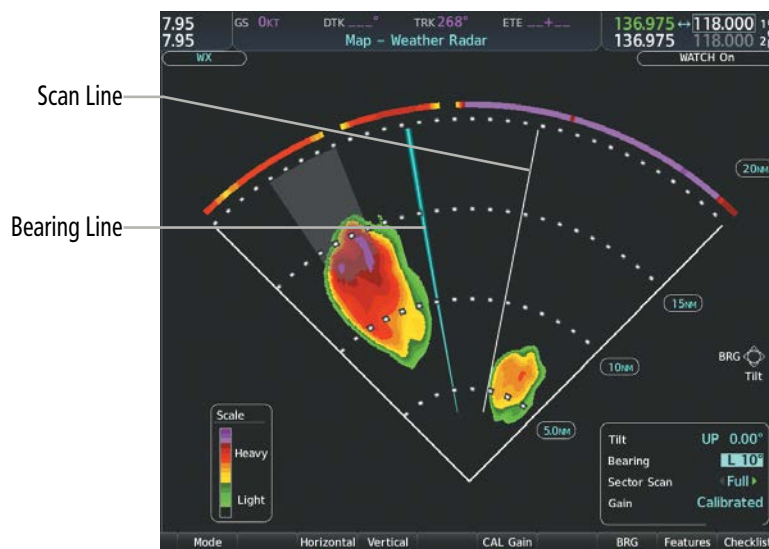 7.95 GS 0KT DTK ___° TRK 268° ETE __+__ 136.975 ↔ 118.000
7.95 Map – Weather Radar 136.975 118.000
WX WATCH On
Scan Line
20NM
Bearing Line
15NM
BRG
Tilt
10NM
Scale
Heavy
Light
5.0NM
Tilt UP 0.00°
Bearing L 10°
Sector Scan Full
Gain Calibrated
Mode Horizontal Vertical CAL Gain BRG Features Checklist